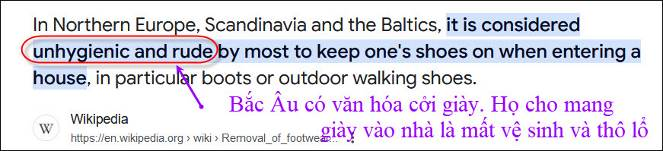 In Northern Europe, Scandinavia and the Baltics, it is considered
unhygienic and rude by most to keep one's shoes on when entering a
house, in particular boots or outdoor walking shoes.
Bắc Âu có văn hóa cởi giày. Họ cho mang
giày vào nhà là mất vệ sinh và thô lổ
W
Wikipedia
https://en.wikipedia.org › wiki › Removal_of_footwear...